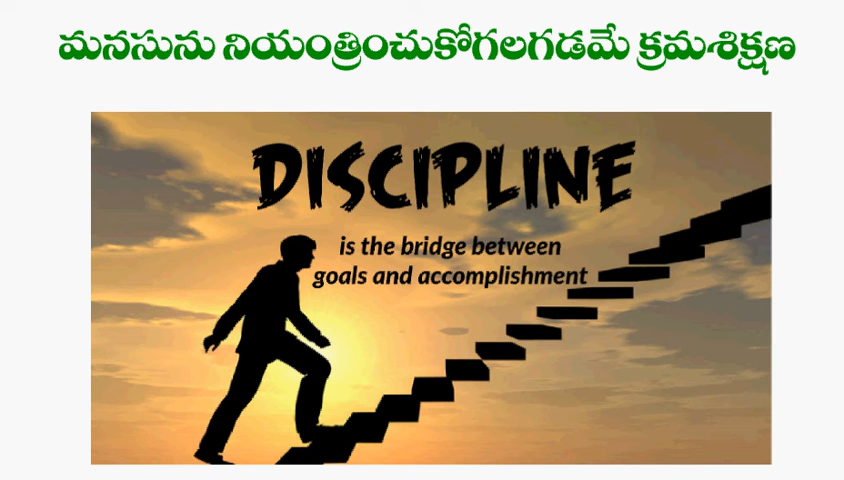 మనసును నియంత్రించుకోగలగడమే క్రమశిక్షణ
DISCIPLINE
is the bridge between
goals and accomplishment